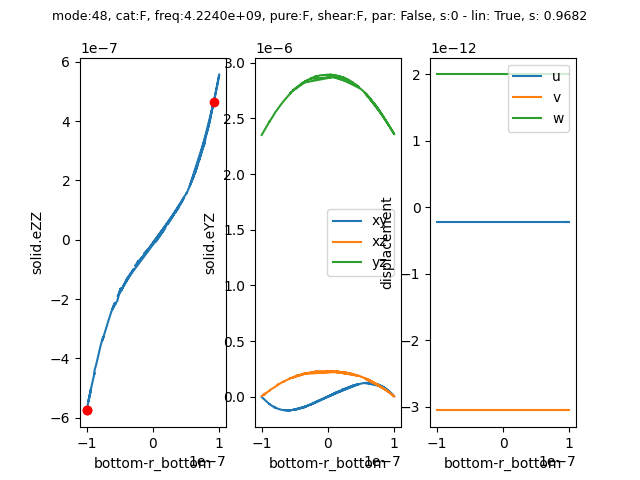 mode:48, cat:F, freq:4.2240e+09, pure:F, shear:F, par: False, s:0 - lin: True, s: 0.9682
1e−7
6
4
2
0
−2
−4
−6
solid.eZZ
−1
0
1
bottom-r_bottom
1e−7
1e−6
3.0
2.5
2.0
1.5
1.0
0.5
0.0
solid.eYZ
xy
xz
yz
−1
0
1
bottom-r_bottom
1e−7
1e−12
2
1
0
−1
−2
−3
displacement
u
v
w
−1
0
1
bottom-r_bottom
1e−7